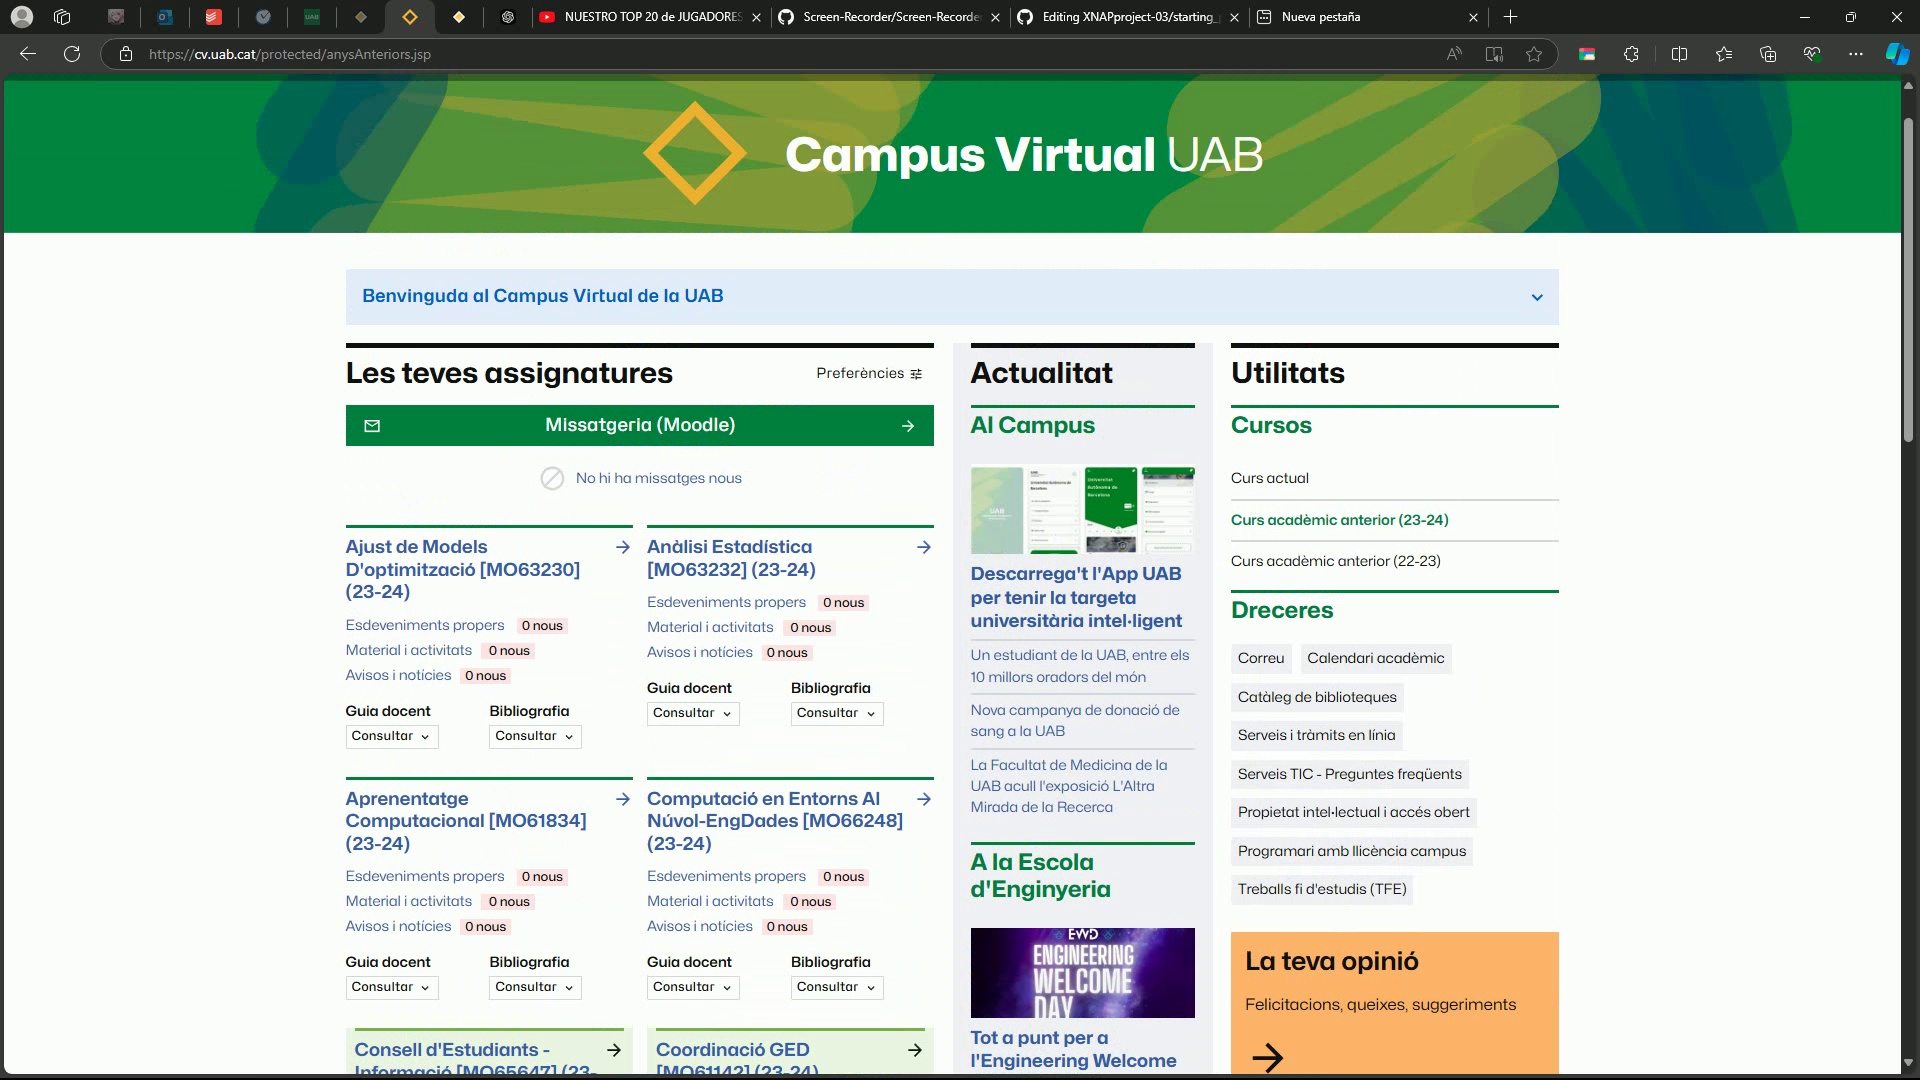 NUESTRO TOP 20 de JUGADORES
Screen-Recorder/Screen-Recorde
Editing XNAPproject-03/starting_
Nueva pestaña
https://cv.uab.cat/protected/anysAnteriors.jsp
Campus Virtual UAB
Benvinguda al Campus Virtual de la UAB
Les teves assignatures
Preferències
Missatgeria (Moodle)
No hi ha missatges nous
Ajust de Models
D'optimització [MO63230]
(23-24)
Esdeveniments propers 0 nous
Material i activitats 0 nous
Avisos i notícies 0 nous
Guia docent Bibliografia
Consultar Consultar
Anàlisi Estadística
[MO63232] (23-24)
Esdeveniments propers 0 nous
Material i activitats 0 nous
Avisos i notícies 0 nous
Guia docent Bibliografia
Consultar Consultar
Aprenentatge
Computacional [MO61834]
(23-24)
Esdeveniments propers 0 nous
Material i activitats 0 nous
Avisos i notícies 0 nous
Guia docent Bibliografia
Consultar Consultar
Computació en Entorns Al
Núvol-EngDades [MO66248]
(23-24)
Esdeveniments propers 0 nous
Material i activitats 0 nous
Avisos i notícies 0 nous
Guia docent Bibliografia
Consultar Consultar
Consell d'Estudiants -
Informació [MO65647] (23-
Coordinació GED
[MO61142] (23-24)
Actualitat
Al Campus
Descarrega't l'App UAB
per tenir la targeta
universitària intel·ligent
Un estudiant de la UAB, entre els
10 millors oradors del món
Nova campanya de donació de
sang a la UAB
La Facultat de Medicina de la
UAB acull l'exposició L'Altra
Mirada de la Recerca
A la Escola
d'Enginyeria
EWD
ENGINEERING
WELCOME
DAY
Tot a punt per a
l'Engineering Welcome
Utilitats
Cursos
Curs actual
Curs acadèmic anterior (23-24)
Curs acadèmic anterior (22-23)
Dreceres
Correu
Calendari acadèmic
Catàleg de biblioteques
Serveis i tràmits en línia
Serveis TIC - Preguntes freqüents
Propietat intel·lectual i accés obert
Programari amb llicència campus
Treballs fi d'estudis (TFE)
La teva opinió
Felicitacions, queixes, suggeriments